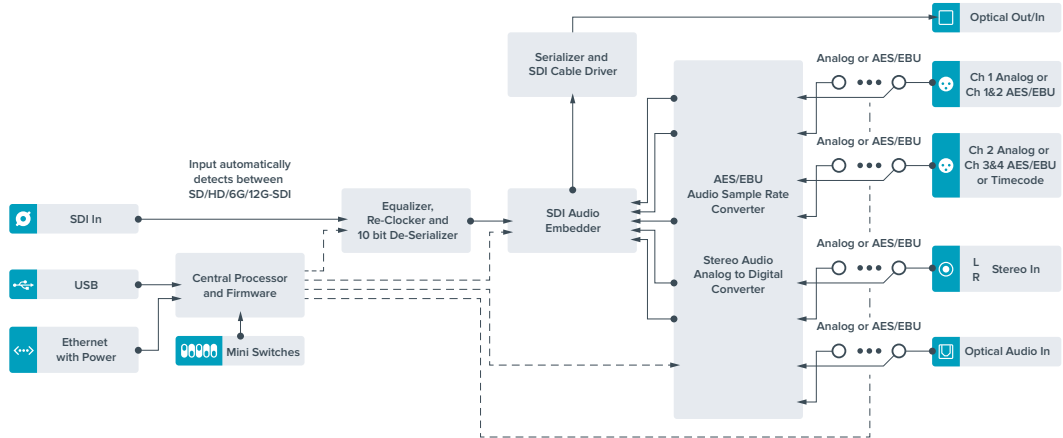 Optical Out/In
Serializer and
SDI Cable Driver
Analog or AES/EBU
Ch 1 Analog or
Ch 1&2 AES/EBU
Analog or AES/EBU
Ch 2 Analog or
Ch 3&4 AES/EBU
or Timecode
Input automatically
detects between
SD/HD/6G/12G-SDI
AES/EBU
Audio Sample Rate
Converter
SDI In
Equalizer,
Re-Clocker and
10 bit De-Serializer
SDI Audio
Embedder
Analog or AES/EBU
Stereo Audio
Analog to Digital
Converter
L
R
Stereo In
USB
Central Processor
and Firmware
Analog or AES/EBU
Ethernet
with Power
Mini Switches
Optical Audio In